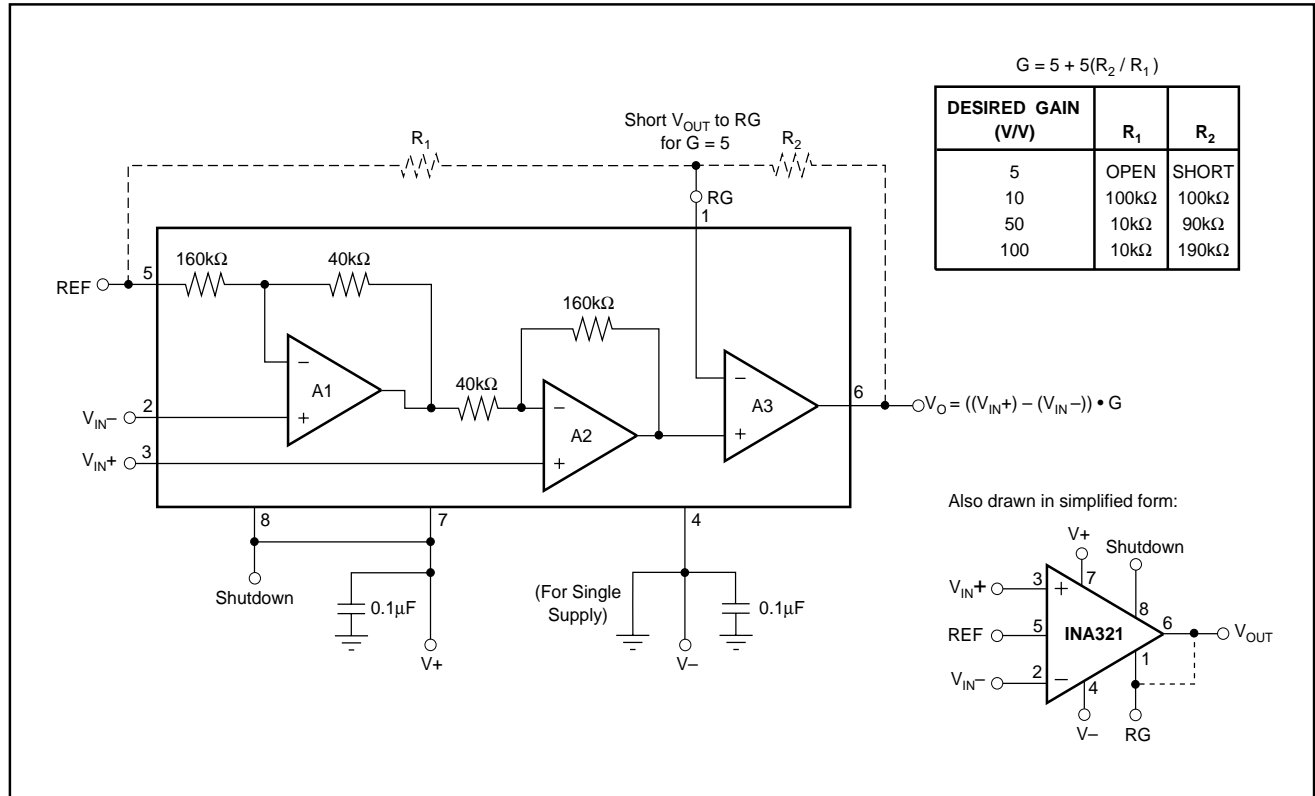 G = 5 + 5(R2 / R1)
DESIRED GAIN (V/V) R1 R2
5 OPEN SHORT
10 100kΩ 100kΩ
50 10kΩ 90kΩ
100 10kΩ 190kΩ
Short VOUT to RG
for G = 5
R1
R2
RG
1
160kΩ
40kΩ
REF
5
160kΩ
A1
−
+
40kΩ
A2
−
+
A3
−
+
6
VO = ((VIN+) – (VIN–)) • G
VIN–
2
VIN+
3
8
7
4
Shutdown
0.1µF
V+
(For Single
Supply)
0.1µF
V–
Also drawn in simplified form:
V+
Shutdown
VIN+
3
+
7
8
REF
5
INA321
6
VOUT
VIN–
2
−
4
1
V–
RG